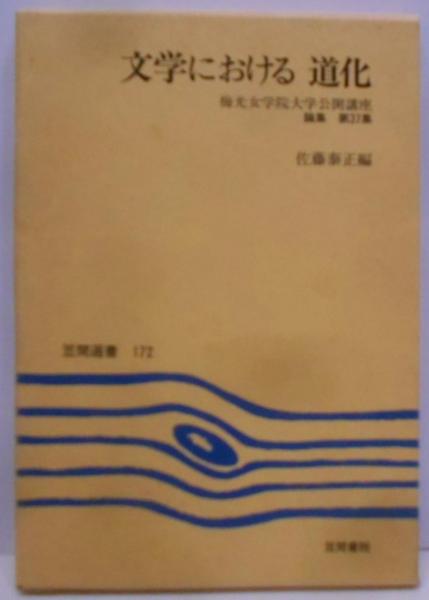 文学における 道化
梅光女学院大学公開講座
論集 第37集
佐藤泰正編
笠間選書 172
笠間書院